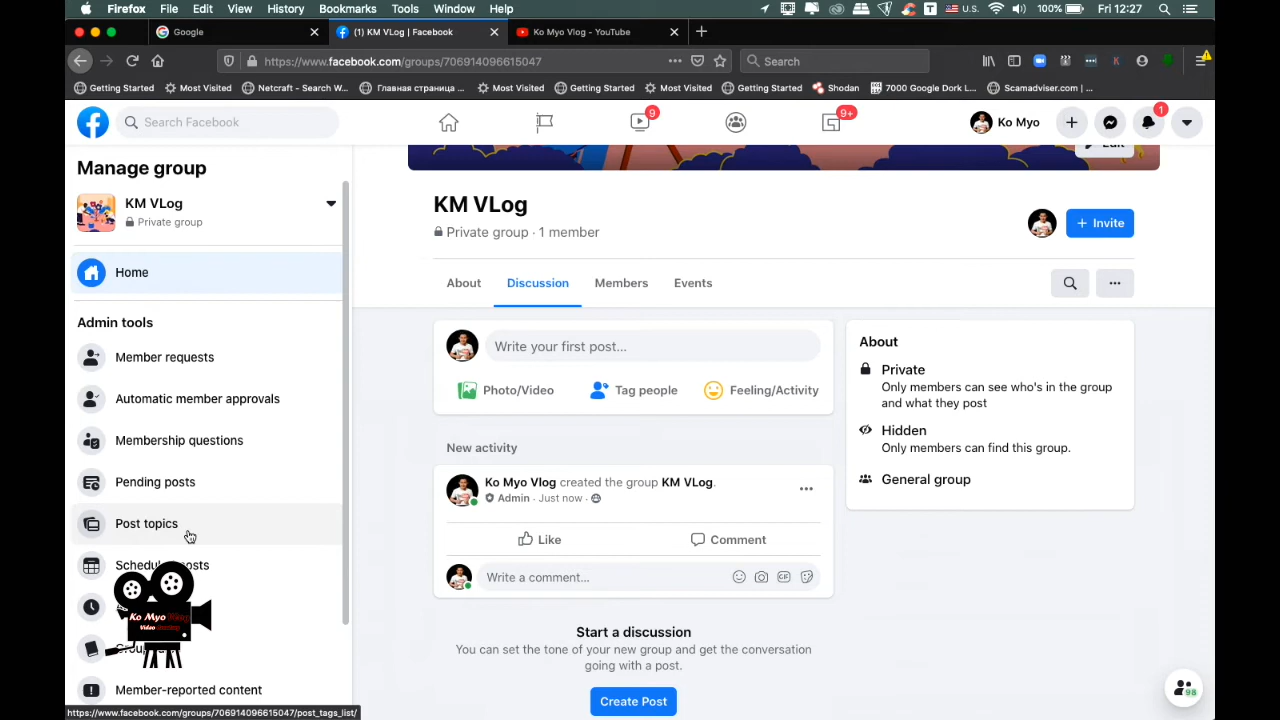 Firefox File Edit View History Bookmarks Tools Window Help U.S. 100% Fri 12:27
Google (1) KM VLog | Facebook Ko Myo Vlog - YouTube
https://www.facebook.com/groups/706914096615047 Search
Getting Started Most Visited Netcraft - Search W... Главная страница ... Most Visited Getting Started Most Visited Getting Started Shodan 7000 Google Dork L... Scamadviser.com | ...
Search Facebook 9 9+ Ko Myo 1
Manage group
KM VLog
Private group
Home
Admin tools
Member requests
Automatic member approvals
Membership questions
Pending posts
Post topics
Ko Myo Vlog
Member-reported content
https://www.facebook.com/groups/706914096615047/post_tags_list/
Edit
KM VLog
Private group · 1 member
+ Invite
About Discussion Members Events
Write your first post...
Photo/Video Tag people Feeling/Activity
New activity
Ko Myo Vlog created the group KM VLog.
Admin · Just now ·
Like Comment
Write a comment... GIF
Start a discussion
You can set the tone of your new group and get the conversation
going with a post.
Create Post
About
Private
Only members can see who's in the group
and what they post
Hidden
Only members can find this group.
General group
98